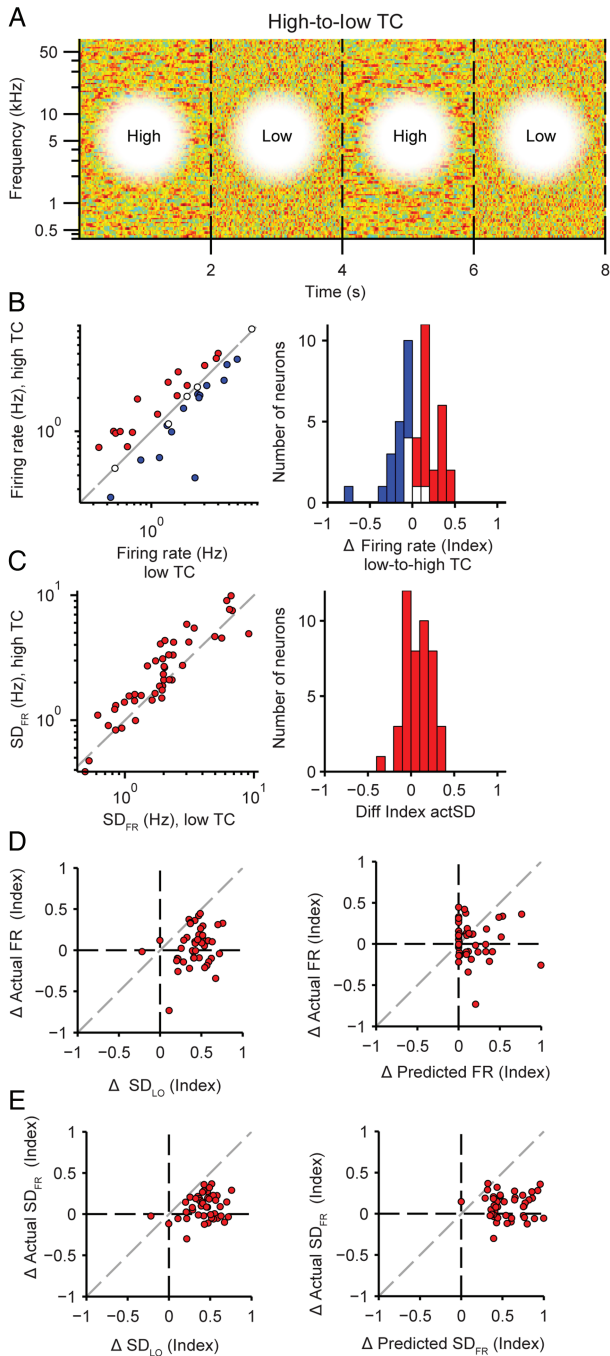 A
High-to-low TC
Frequency (kHz)
50
10
5
1
0.5
High
Low
High
Low
2
4
6
8
Time (s)
B
Firing rate (Hz), high TC
10⁰
10⁰
Firing rate (Hz)
low TC
Number of neurons
10
5
0
−1
−0.5
0
0.5
1
Δ Firing rate (Index)
low-to-high TC
C
SD_FR (Hz), high TC
10¹
10⁰
10⁰
10¹
SD_FR (Hz), low TC
Number of neurons
10
5
0
−1
−0.5
0
0.5
1
Diff Index actSD
D
Δ Actual FR (Index)
1
0.5
0
−0.5
−1
−1
−0.5
0
0.5
1
Δ SD_LO (Index)
Δ Actual FR (Index)
1
0.5
0
−0.5
−1
−1
−0.5
0
0.5
1
Δ Predicted FR (Index)
E
Δ Actual SD_FR (Index)
1
0.5
0
−0.5
−1
−1
−0.5
0
0.5
1
Δ SD_LO (Index)
Δ Actual SD_FR (Index)
1
0.5
0
−0.5
−1
−1
−0.5
0
0.5
1
Δ Predicted SD_FR (Index)